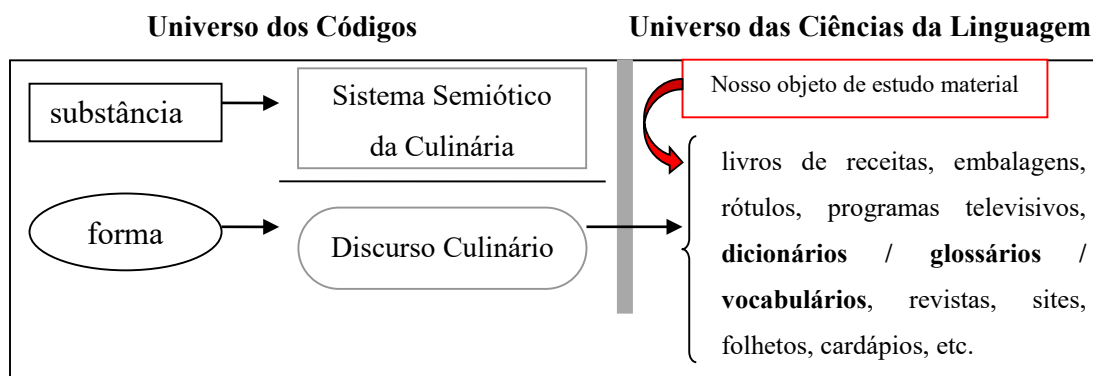 Universo dos Códigos
Universo das Ciências da Linguagem
substância
Sistema Semiótico
da Culinária
Nosso objeto de estudo material
forma
Discurso Culinário
livros de receitas, embalagens,
rótulos, programas televisivos,
dicionários / glossários /
vocabulários, revistas, sites,
folhetos, cardápios, etc.